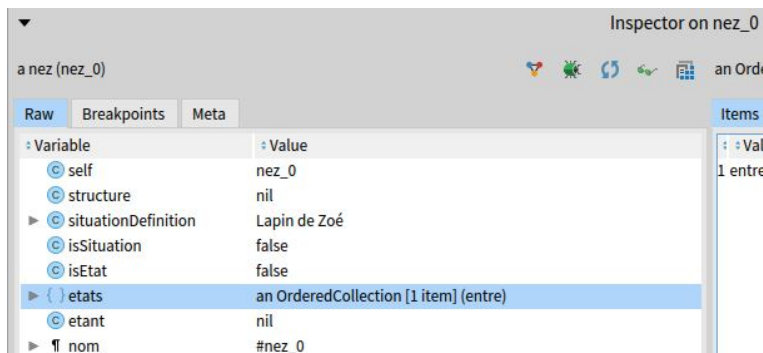 Inspector on nez_0
a nez (nez_0)
an Orde
Raw Breakpoints Meta
Items
Variable Value
Val
self nez_0
1 entre
structure nil
situationDefinition Lapin de Zoé
isSituation false
isEtat false
etats an OrderedCollection [1 item] (entre)
etant nil
nom #nez_0